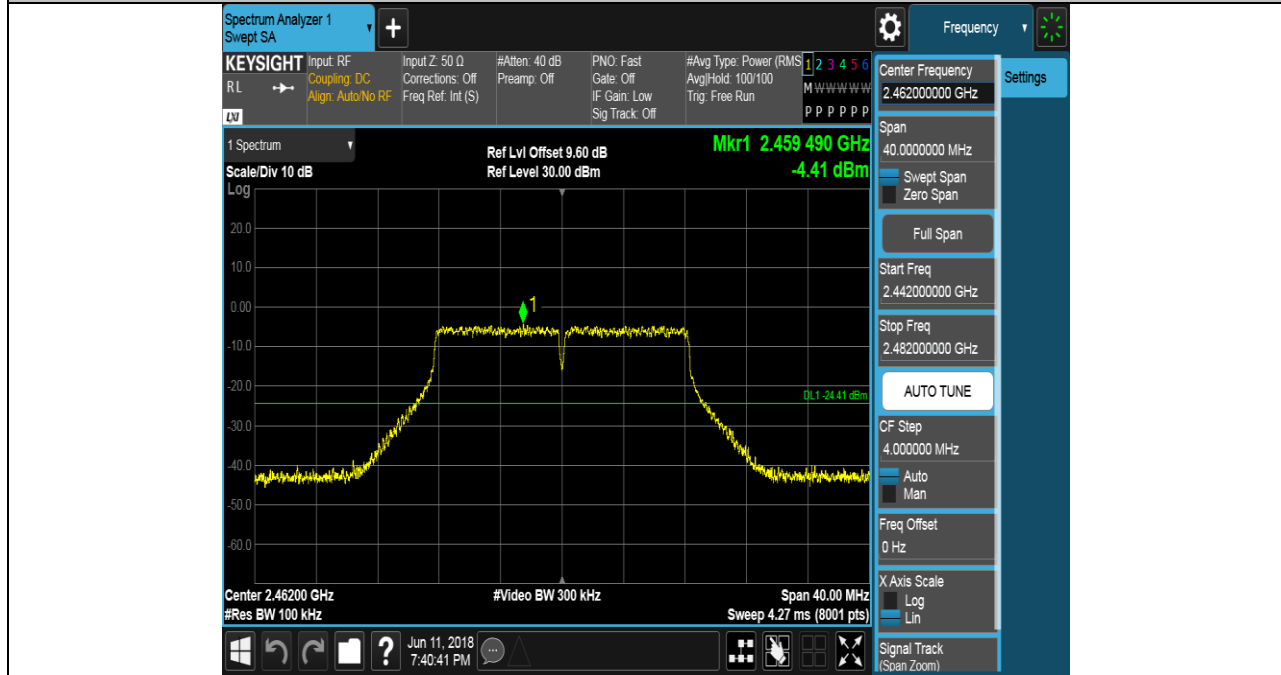 Spectrum Analyzer 1
Swept SA
+
Frequency
KEYSIGHT
RL
LXI
Input: RF
Coupling: DC
Align: Auto/No RF
Input Z: 50 Ω
Corrections: Off
Freq Ref: Int (S)
#Atten: 40 dB
Preamp: Off
PNO: Fast
Gate: Off
IF Gain: Low
Sig Track: Off
#Avg Type: Power (RMS
Avg|Hold: 100/100
Trig: Free Run
1 2 3 4 5 6
M W W W W W
P P P P P P
1 Spectrum
Scale/Div 10 dB
Ref Lvl Offset 9.60 dB
Ref Level 30.00 dBm
Mkr1 2.459 490 GHz
-4.41 dBm
Log
20.0
10.0
0.00
-10.0
-20.0
-30.0
-40.0
-50.0
-60.0
1
DL1 -24.41 dBm
Center 2.46200 GHz
#Video BW 300 kHz
Span 40.00 MHz
#Res BW 100 kHz
Sweep 4.27 ms (8001 pts)
?
Jun 11, 2018
7:40:41 PM
Center Frequency
2.462000000 GHz
Settings
Span
40.0000000 MHz
Swept Span
Zero Span
Full Span
Start Freq
2.442000000 GHz
Stop Freq
2.482000000 GHz
AUTO TUNE
CF Step
4.000000 MHz
Auto
Man
Freq Offset
0 Hz
X Axis Scale
Log
Lin
Signal Track
(Span Zoom)